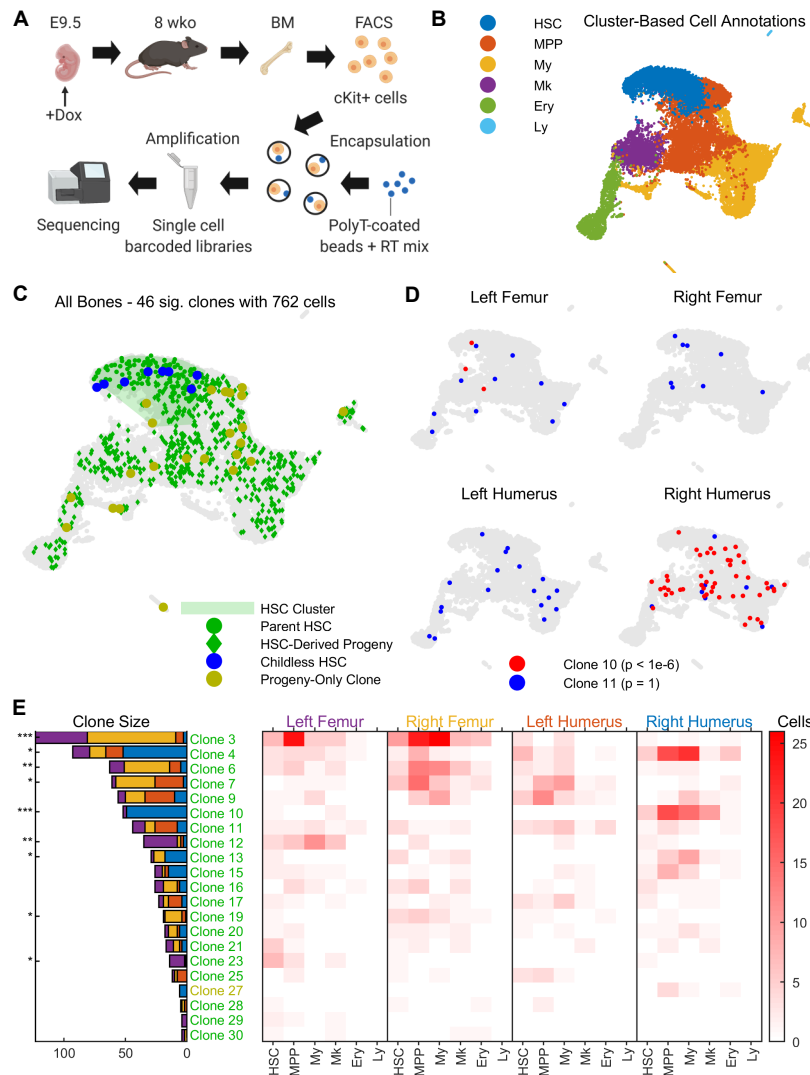 A
E9.5
8 wko
BM
FACS
+Dox
cKit+ cells
Amplification
Encapsulation
Sequencing
Single cell
barcoded libraries
PolyT-coated
beads + RT mix
B
Cluster-Based Cell Annotations
HSC
MPP
My
Mk
Ery
Ly
C
All Bones - 46 sig. clones with 762 cells
HSC Cluster
Parent HSC
HSC-Derived Progeny
Childless HSC
Progeny-Only Clone
D
Left Femur
Right Femur
Left Humerus
Right Humerus
Clone 10 (p < 1e-6)
Clone 11 (p = 1)
E
Clone Size
Left Femur
Right Femur
Left Humerus
Right Humerus
Cells
*** Clone 3
* Clone 4
** Clone 6
* Clone 7
Clone 9
*** Clone 10
Clone 11
** Clone 12
* Clone 13
Clone 15
Clone 16
Clone 17
* Clone 19
Clone 20
Clone 21
* Clone 23
Clone 25
Clone 27
Clone 28
Clone 29
Clone 30
100 50 0
HSC MPP My Mk Ery Ly
HSC MPP My Mk Ery Ly
HSC MPP My Mk Ery Ly
HSC MPP My Mk Ery Ly
25
20
15
10
5
0